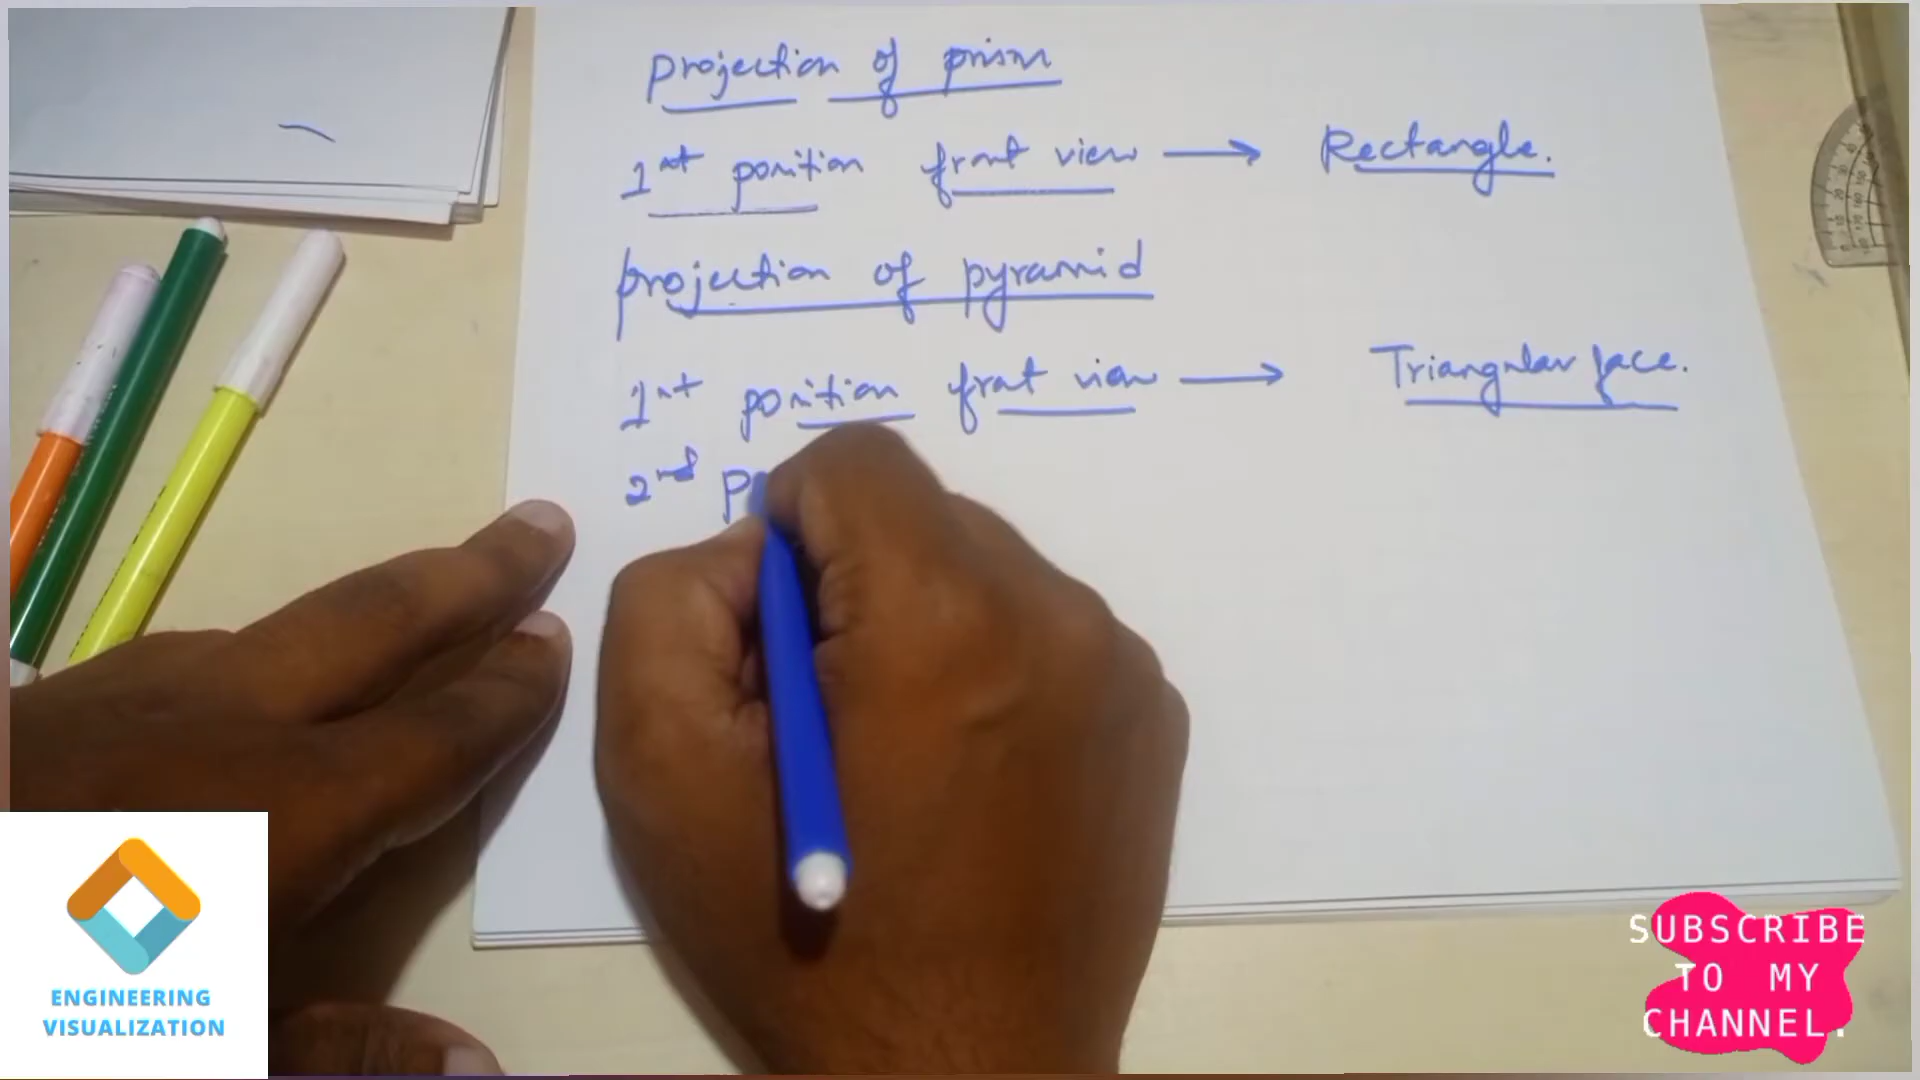 Projection of prism
1st position front view → Rectangle.
projection of pyramid
1st position front view → Triangular face.
2nd Po
ENGINEERING
VISUALIZATION
SUBSCRIBE
TO MY
CHANNEL.